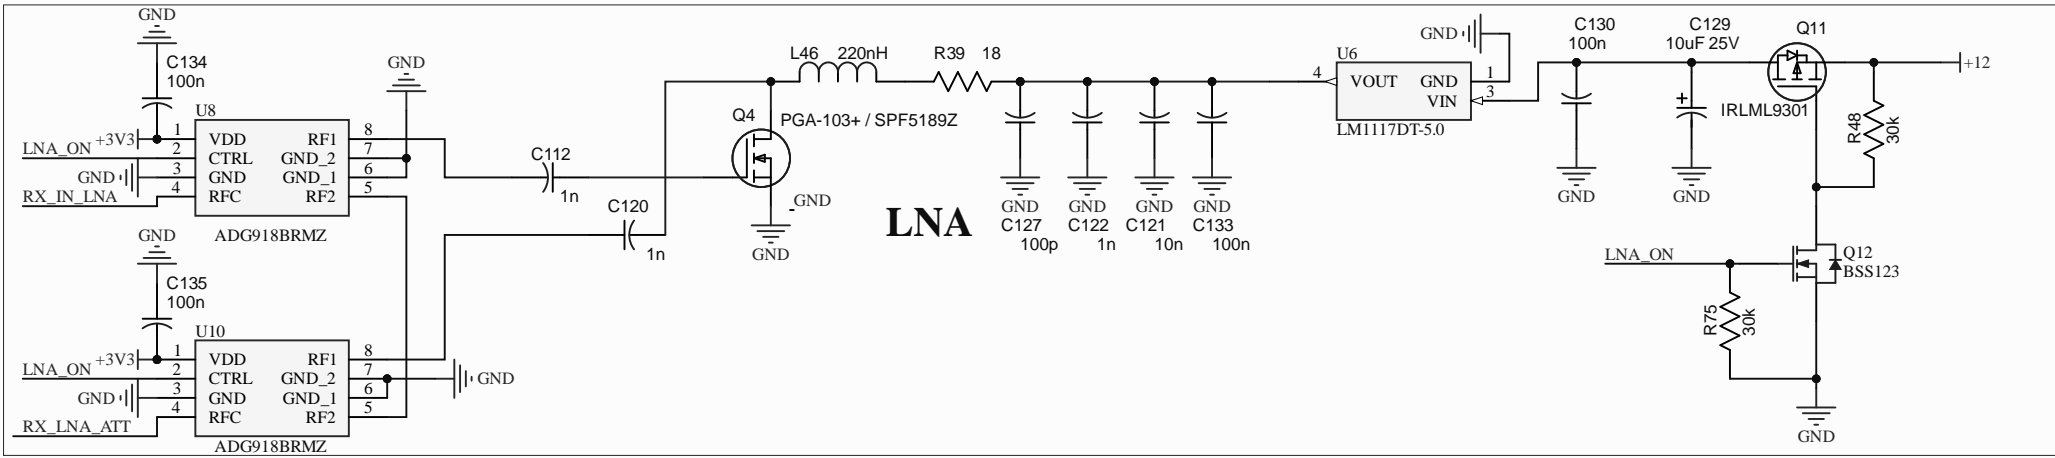 GND
C134
100n
U8
+3V3
LNA_ON
GND
RX_IN_LNA
1 VDD RF1 8
2 CTRL GND_2 7
3 GND GND_1 6
4 RFC RF2 5
ADG918BRMZ
GND
C112
1n
C120
1n
L46 220nH
R39 18
Q4
PGA-103+ / SPF5189Z
GND
GND
LNA
GND
C127
100p
GND
C122
1n
GND
C121
10n
GND
C133
100n
GND
U6
4 VOUT GND 1
VIN 3
LM1117DT-5.0
C130
100n
GND
C129
10uF 25V
+
GND
Q11
IRLML9301
+12
R48
30k
LNA_ON
Q12
BSS123
R75
30k
GND
GND
C135
100n
U10
+3V3
LNA_ON
GND
RX_LNA_ATT
1 VDD RF1 8
2 CTRL GND_2 7
3 GND GND_1 6
4 RFC RF2 5
ADG918BRMZ
GND